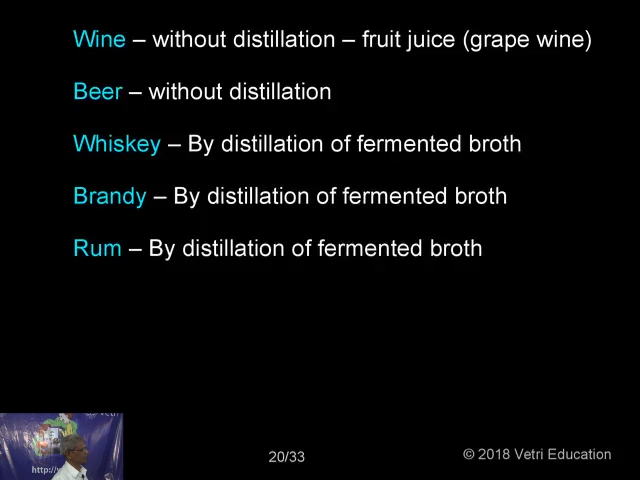 Wine – without distillation – fruit juice (grape wine)
Beer – without distillation
Whiskey – By distillation of fermented broth
Brandy – By distillation of fermented broth
Rum – By distillation of fermented broth
http://
20/33
© 2018 Vetri Education